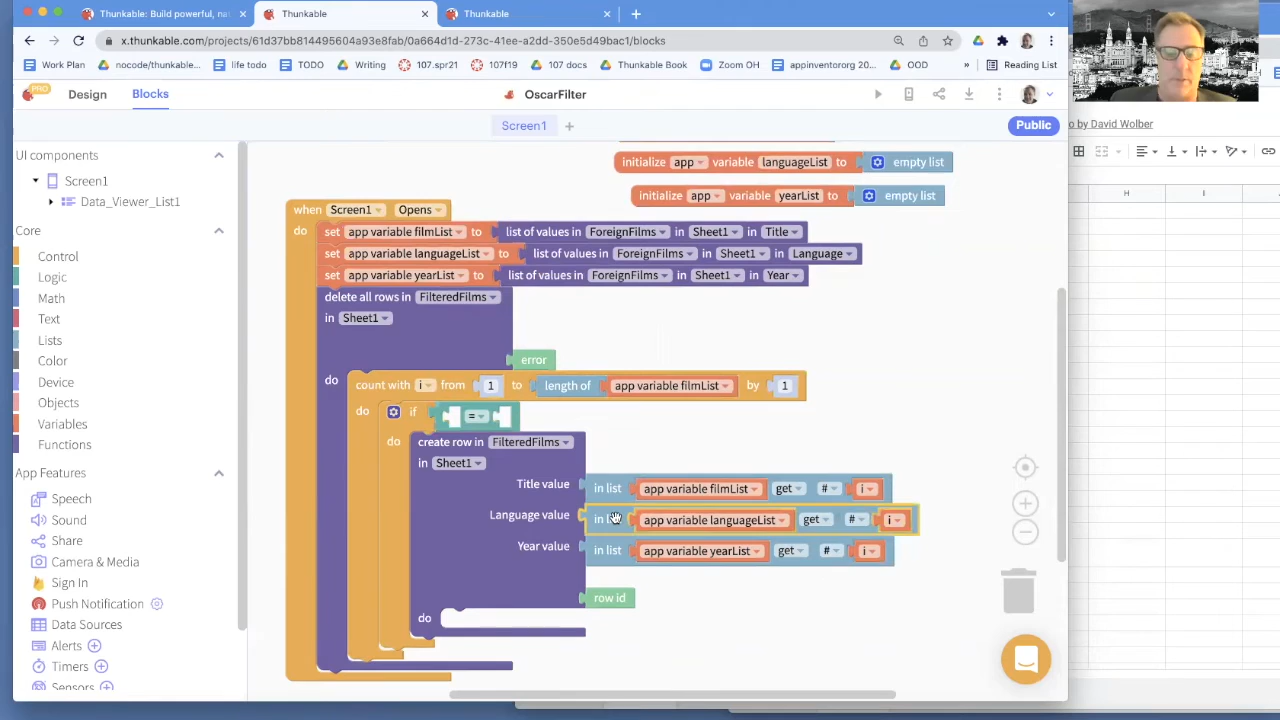 Thunkable: Build powerful, na
Thunkable
Thunkable
x.thunkable.com/projects/61d37bb814495604a93e8fab/0a664d1d-273c-41ee-a2dd-350e5d49bac1/blocks
Work Plan
nocode/thunkable...
life todo
TODO
Writing
107.spr21
107f19
107 docs
Thunkable Book
Zoom OH
appinventororg 20...
OOD
»
Reading List
PRO
Design
Blocks
OscarFilter
Screen1
Public
o by David Wolber
UI components
Screen1
Data_Viewer_List1
Core
Control
Logic
Math
Text
Lists
Color
Device
Objects
Variables
Functions
App Features
Speech
Sound
Share
Camera & Media
Sign In
Push Notification
Data Sources
Alerts
Timers
Sensors
initialize app variable languageList to empty list
initialize app variable yearList to empty list
when Screen1 Opens
do set app variable filmList to list of values in ForeignFilms in Sheet1 in Title
set app variable languageList to list of values in ForeignFilms in Sheet1 in Language
set app variable yearList to list of values in ForeignFilms in Sheet1 in Year
delete all rows in FilteredFilms
in Sheet1
error
do count with i from 1 to length of app variable filmList by 1
do if =
do create row in FilteredFilms
in Sheet1
Title value in list app variable filmList get # i
Language value in list app variable languageList get # i
Year value in list app variable yearList get # i
row id
do
H I